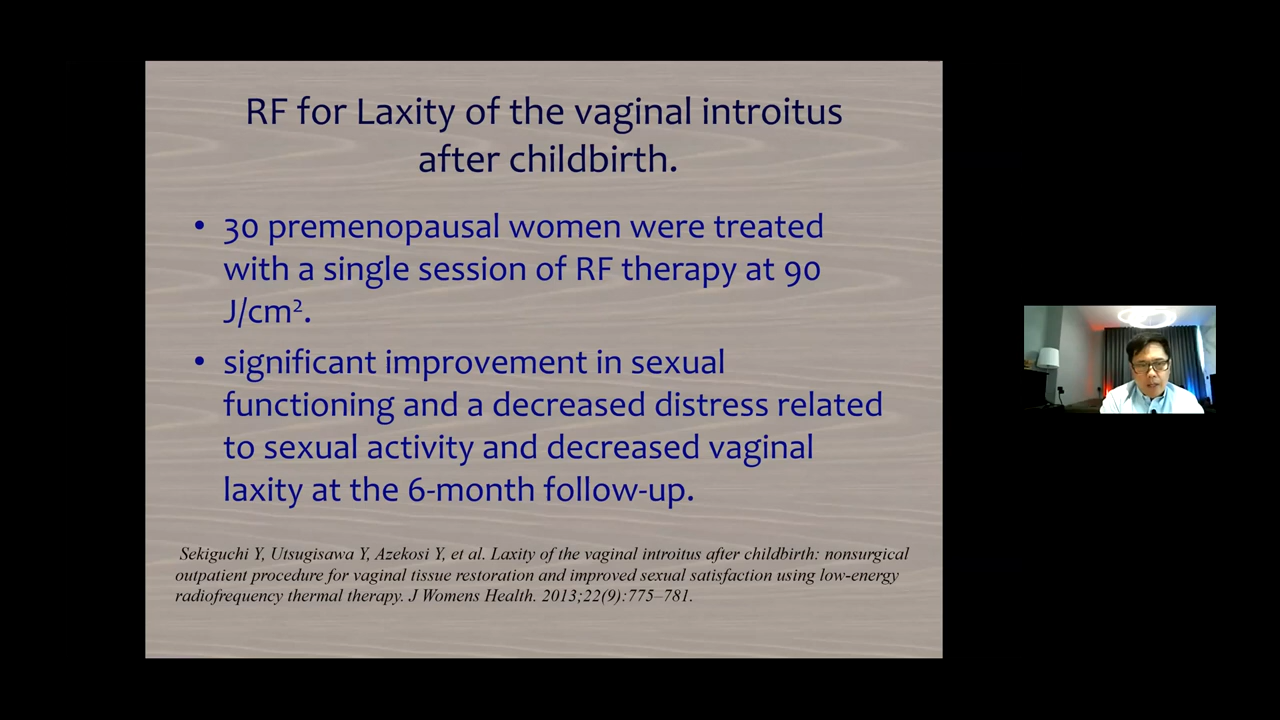 RF for Laxity of the vaginal introitus
after childbirth.
• 30 premenopausal women were treated
with a single session of RF therapy at 90
J/cm².
• significant improvement in sexual
functioning and a decreased distress related
to sexual activity and decreased vaginal
laxity at the 6-month follow-up.
Sekiguchi Y, Utsugisawa Y, Azekosi Y, et al. Laxity of the vaginal introitus after childbirth: nonsurgical
outpatient procedure for vaginal tissue restoration and improved sexual satisfaction using low-energy
radiofrequency thermal therapy. J Womens Health. 2013;22(9):775–781.